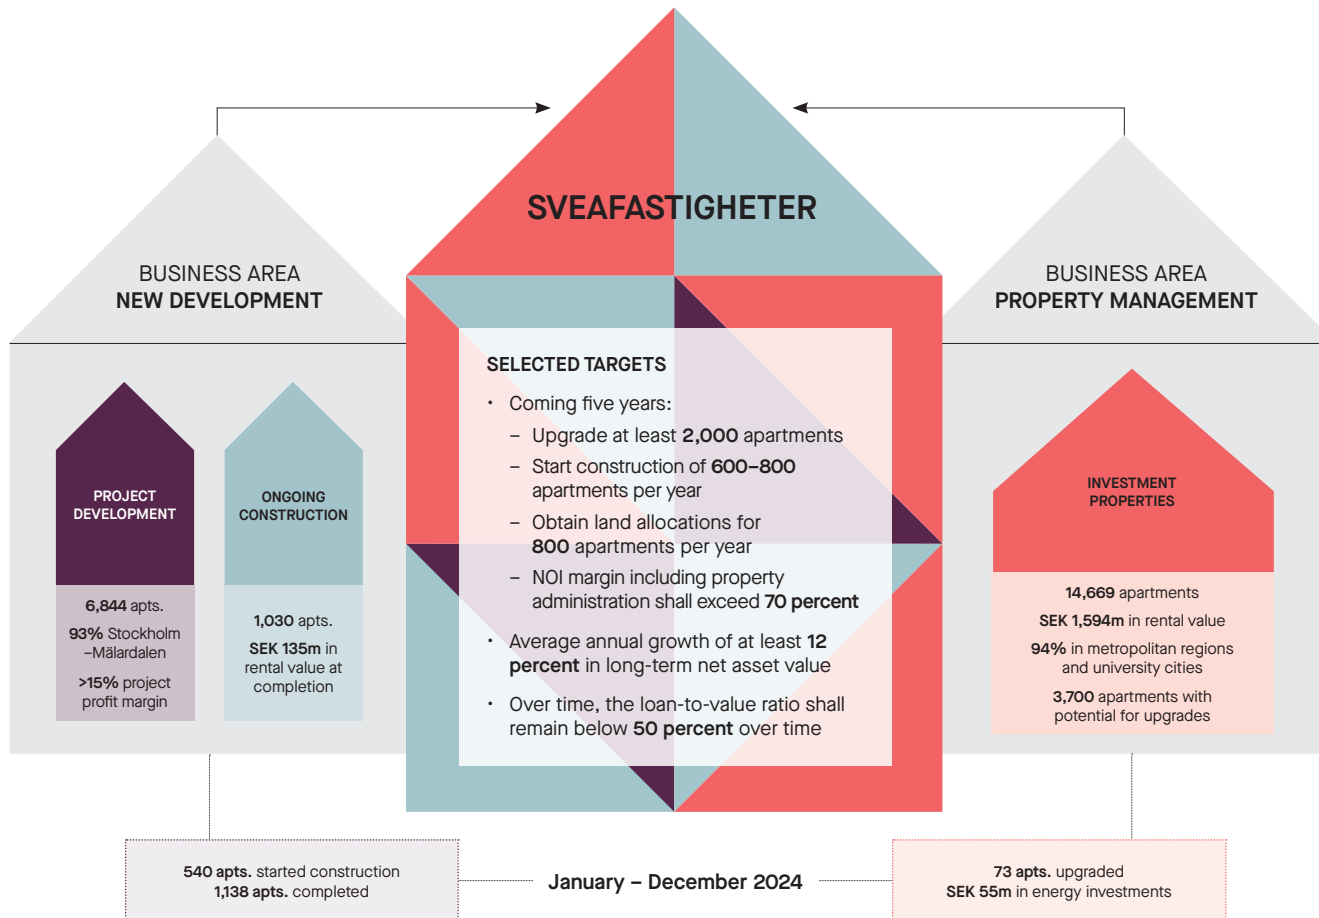 SVEAFASTIGHETER
BUSINESS AREA
NEW DEVELOPMENT
PROJECT
DEVELOPMENT
6,844 apts.
93% Stockholm
–Mälardalen
>15% project
profit margin
ONGOING
CONSTRUCTION
1,030 apts.
SEK 135m in
rental value at
completion
SELECTED TARGETS
• Coming five years:
– Upgrade at least 2,000 apartments
– Start construction of 600–800
apartments per year
– Obtain land allocations for
800 apartments per year
– NOI margin including property
administration shall exceed 70 percent
• Average annual growth of at least 12
percent in long-term net asset value
• Over time, the loan-to-value ratio shall
remain below 50 percent over time
BUSINESS AREA
PROPERTY MANAGEMENT
INVESTMENT
PROPERTIES
14,669 apartments
SEK 1,594m in rental value
94% in metropolitan regions
and university cities
3,700 apartments with
potential for upgrades
540 apts. started construction
1,138 apts. completed
January – December 2024
73 apts. upgraded
SEK 55m in energy investments